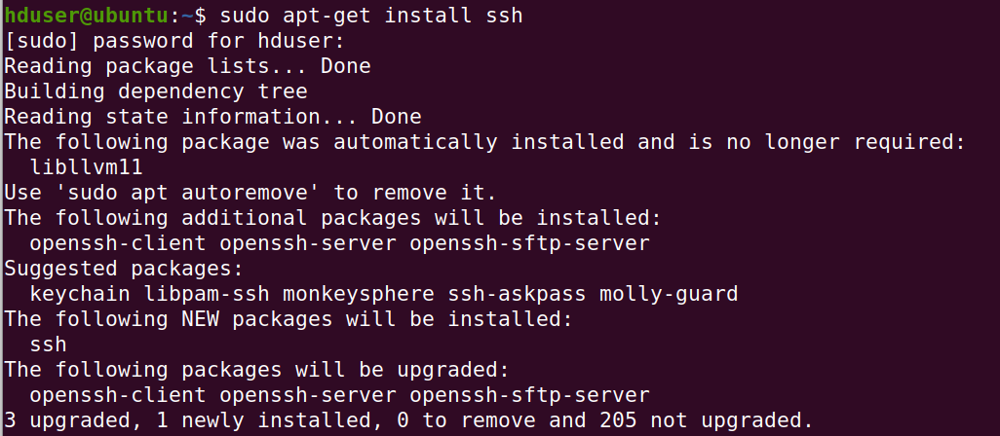 hduser@ubuntu:~$ sudo apt-get install ssh
[sudo] password for hduser:
Reading package lists... Done
Building dependency tree
Reading state information... Done
The following package was automatically installed and is no longer required:
  libllvm11
Use 'sudo apt autoremove' to remove it.
The following additional packages will be installed:
  openssh-client openssh-server openssh-sftp-server
Suggested packages:
  keychain libpam-ssh monkeysphere ssh-askpass molly-guard
The following NEW packages will be installed:
  ssh
The following packages will be upgraded:
  openssh-client openssh-server openssh-sftp-server
3 upgraded, 1 newly installed, 0 to remove and 205 not upgraded.